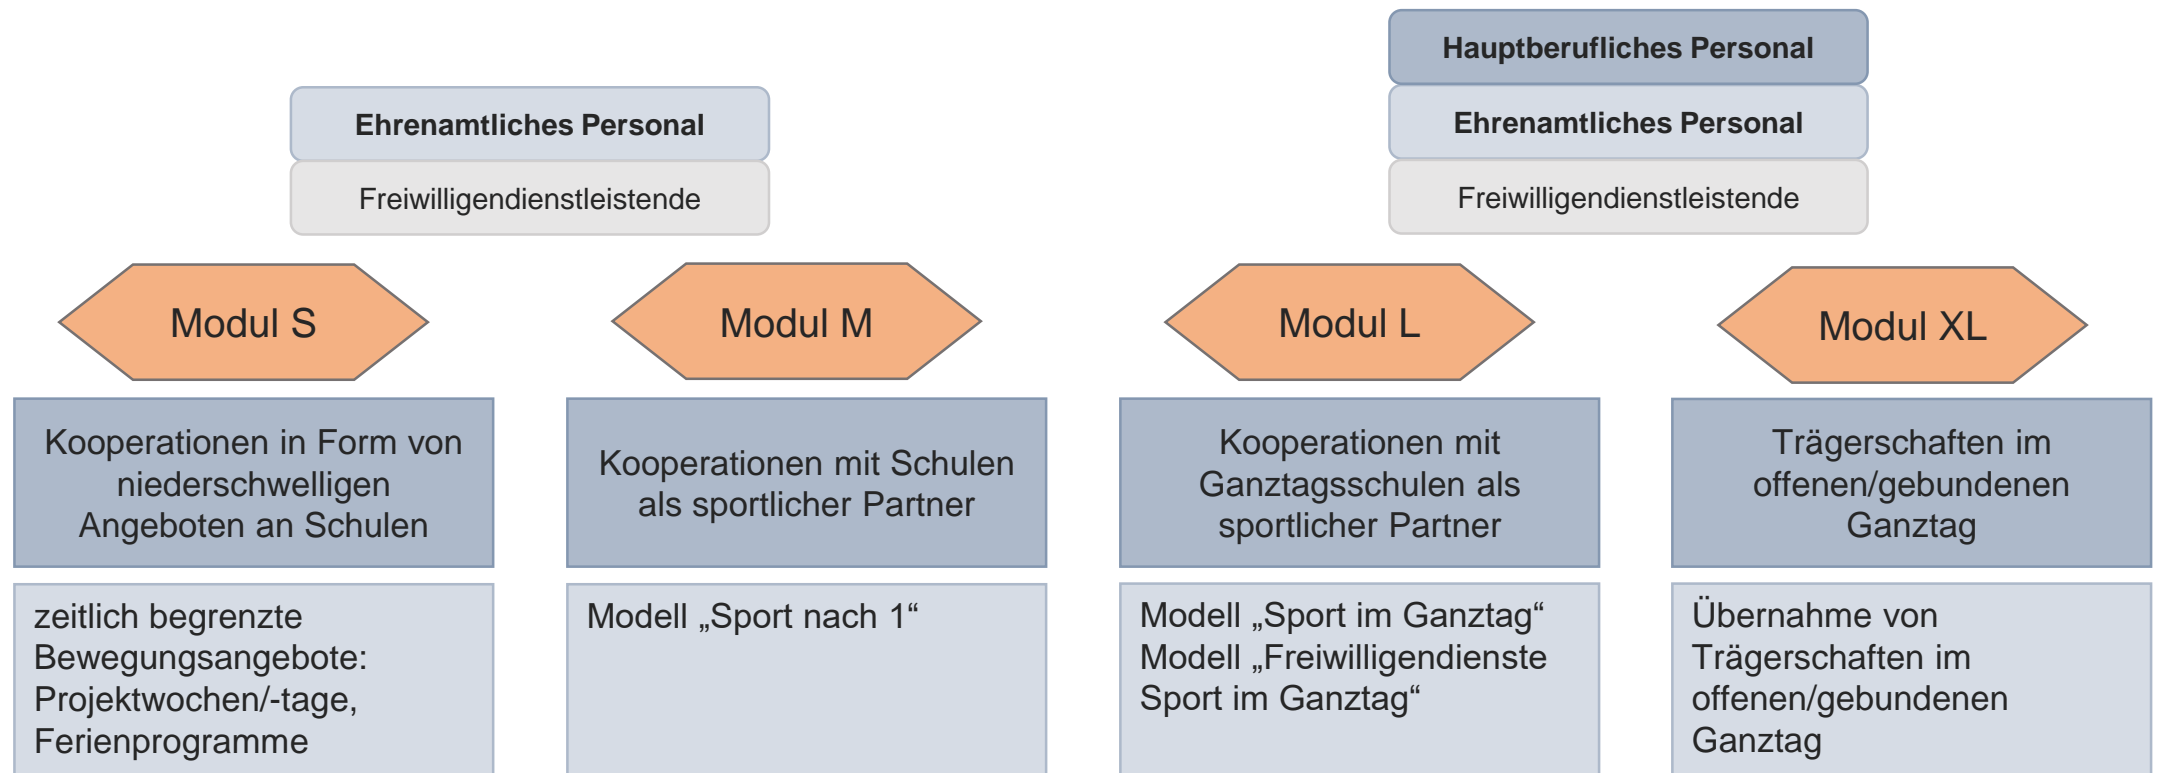 Hauptberufliches Personal
Ehrenamtliches Personal
Ehrenamtliches Personal
Freiwilligendienstleistende
Freiwilligendienstleistende
Modul S
Modul M
Modul L
Modul XL
Kooperationen in Form von
niederschwelligen
Angeboten an Schulen
Kooperationen mit Schulen
als sportlicher Partner
Kooperationen mit
Ganztagsschulen als
sportlicher Partner
Trägerschaften im
offenen/gebundenen
Ganztag
zeitlich begrenzte
Bewegungsangebote:
Projektwochen/-tage,
Ferienprogramme
Modell „Sport nach 1“
Modell „Sport im Ganztag“
Modell „Freiwilligendienste
Sport im Ganztag“
Übernahme von
Trägerschaften im
offenen/gebundenen
Ganztag